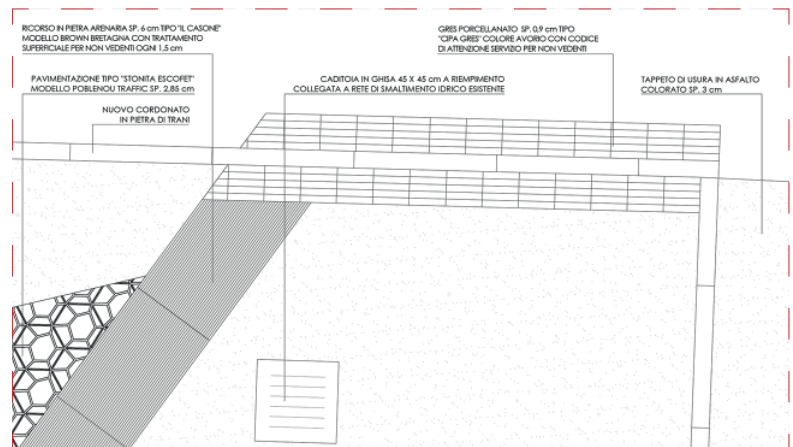 RICORSO IN PIETRA ARENARIA SP. 6 cm TIPO "IL CASONE"
MODELLO BROWN BRETAGNA CON TRATTAMENTO
SUPERFICIALE PER NON VEDENTI OGNI 1,5 cm
GRES PORCELLANATO SP. 0,9 cm TIPO
"CIPA GRES" COLORE AVORIO CON CODICE
DI ATTENZIONE SERVIZIO PER NON VEDENTI
PAVIMENTAZIONE TIPO "STONITA ESCOFET"
MODELLO POBLENOU TRAFFIC SP. 2,85 cm
CADITOIA IN GHISA 45 X 45 cm A RIEMPIMENTO
COLLEGATA A RETE DI SMALTIMENTO IDRICO ESISTENTE
TAPPETO DI USURA IN ASFALTO
COLORATO SP. 3 cm
NUOVO CORDONATO
IN PIETRA DI TRANI